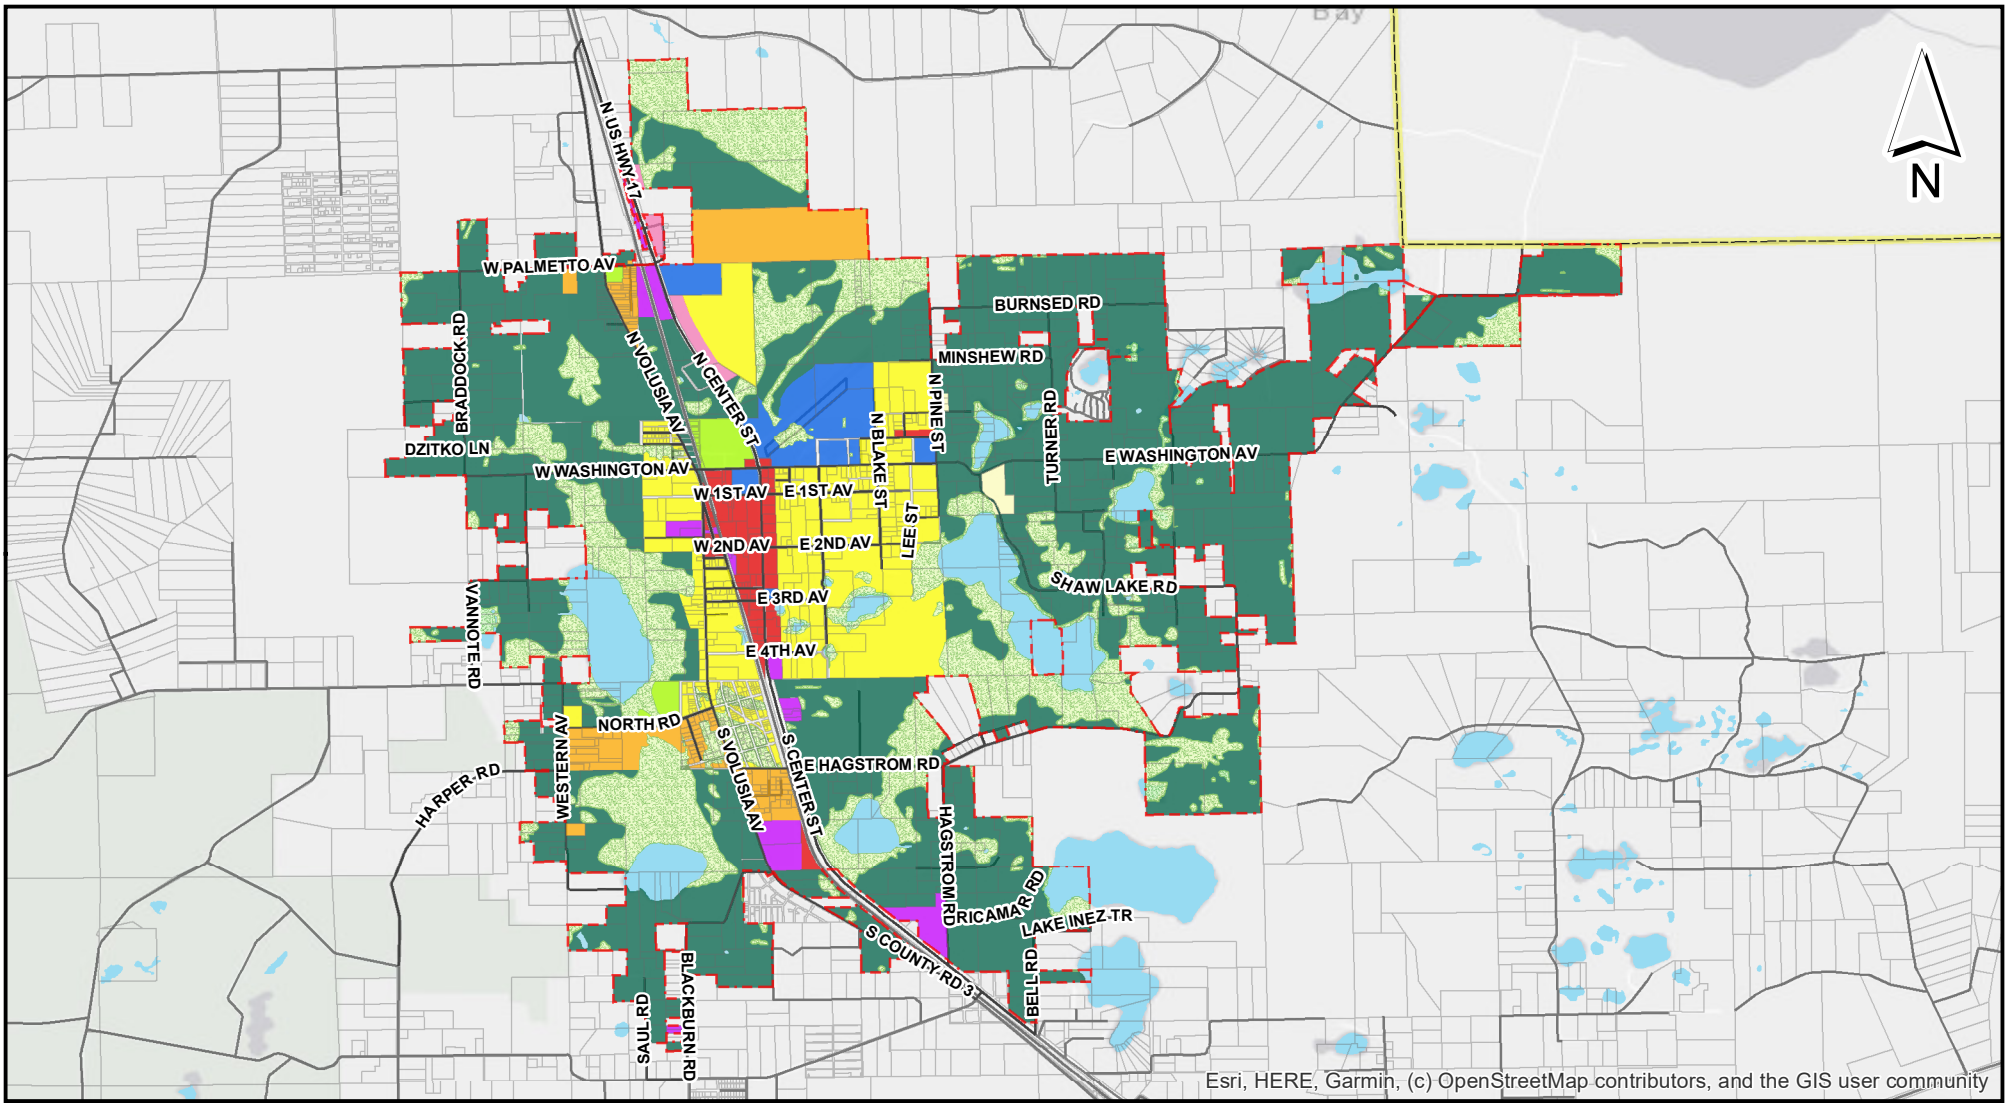 Bay
N
N US HWY 17
W PALMETTO AV
BURNSED RD
BRADDOCK RD
N VOLUSIA AV
N CENTER ST
MINSHEW RD
N PINE ST
TURNER RD
N BLAKE ST
DZITKO LN
W WASHINGTON AV
E WASHINGTON AV
W 1ST AV
E 1ST AV
LEE ST
W 2ND AV
E 2ND AV
SHAW LAKE RD
E 3RD AV
VANNOTE RD
E 4TH AV
NORTH RD
WESTERN AV
S VOLUSIA AV
S CENTER ST
E HAGSTROM RD
HARPER RD
HAGSTROM RD
RICAMAR RD
LAKE INEZ TR
S COUNTY RD 3
BELL RD
BLACKBURN RD
SAUL RD
Esri, HERE, Garmin, (c) OpenStreetMap contributors, and the GIS user community